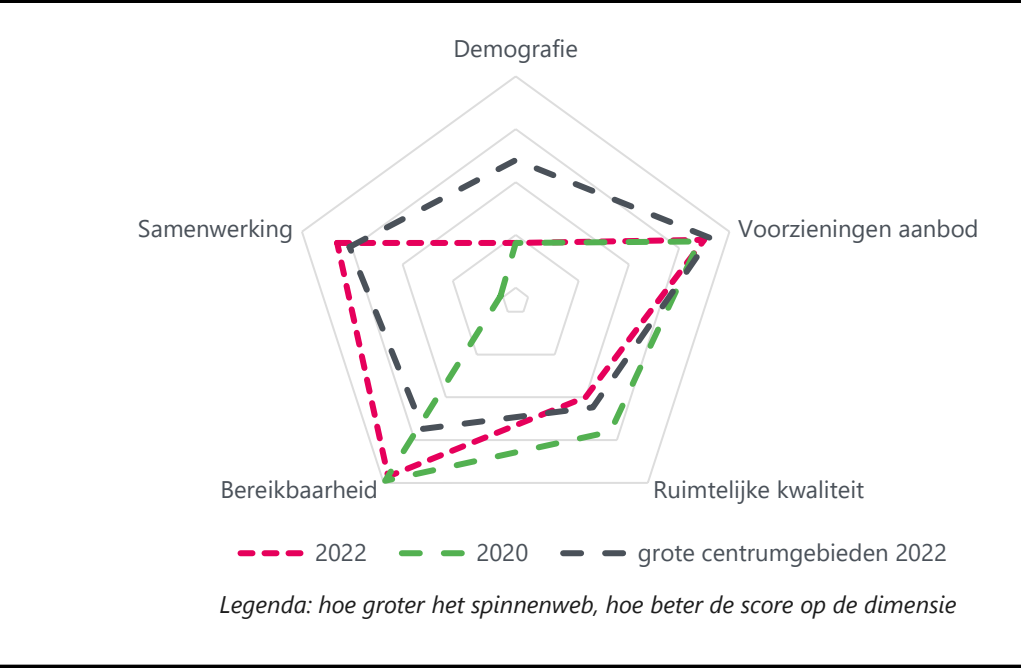 Demografie
Samenwerking
Voorzieningen aanbod
Bereikbaarheid
Ruimtelijke kwaliteit
2022
2020
grote centrumgebieden 2022
Legenda: hoe groter het spinnenweb, hoe beter de score op de dimensie